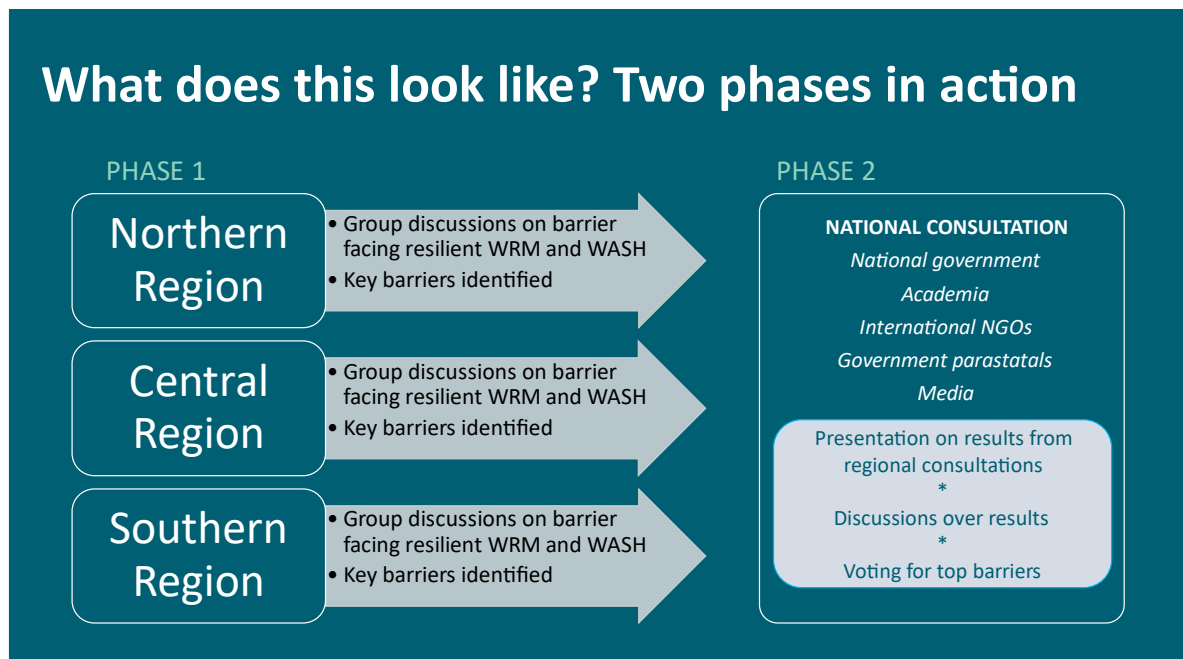 What does this look like? Two phases in action
PHASE 1
Northern
Region
• Group discussions on barrier
facing resilient WRM and WASH
• Key barriers identified
Central
Region
• Group discussions on barrier
facing resilient WRM and WASH
• Key barriers identified
Southern
Region
• Group discussions on barrier
facing resilient WRM and WASH
• Key barriers identified
PHASE 2
NATIONAL CONSULTATION
National government
Academia
International NGOs
Government parastatals
Media
Presentation on results from
regional consultations
*
Discussions over results
*
Voting for top barriers